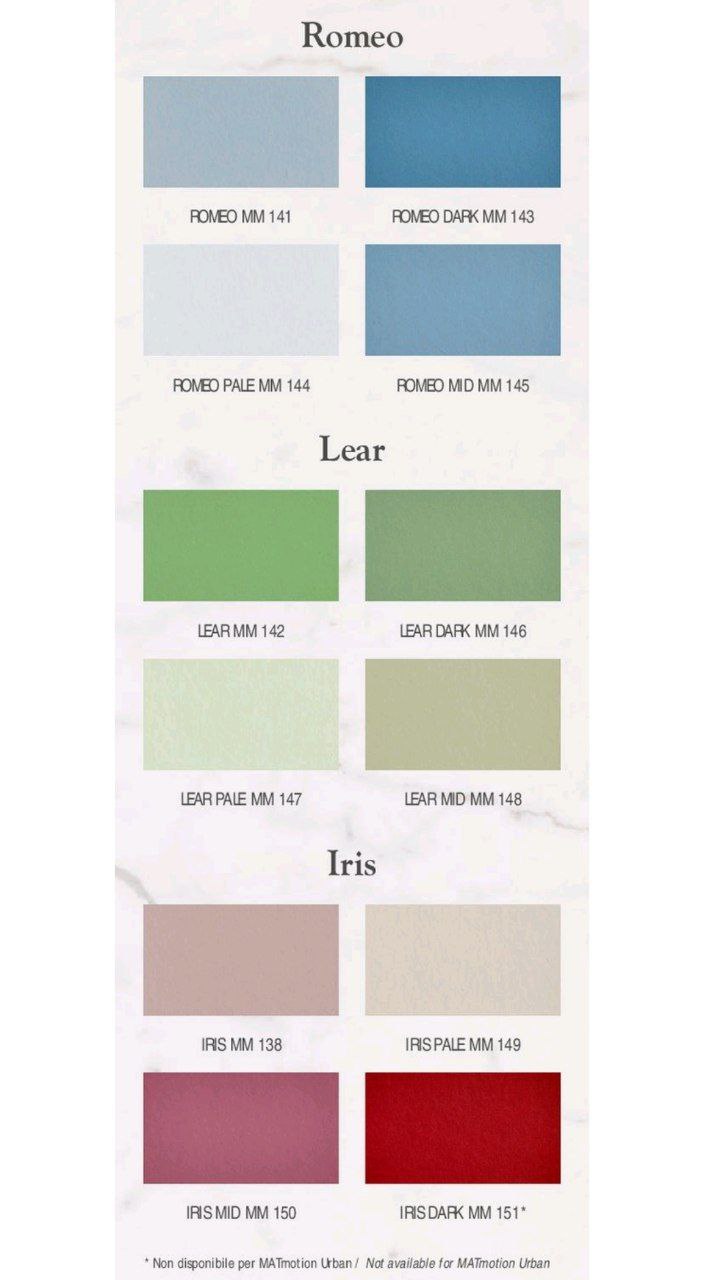 Romeo
ROMEO MM 141
ROMEO DARK MM 143
ROMEO PALE MM 144
ROMEO MID MM 145
Lear
LEAR MM 142
LEAR DARK MM 146
LEAR PALE MM 147
LEAR MID MM 148
Iris
IRIS MM 138
IRIS PALE MM 149
IRIS MID MM 150
IRIS DARK MM 151*
* Non disponibile per MATmotion Urban / Not available for MATmotion Urban